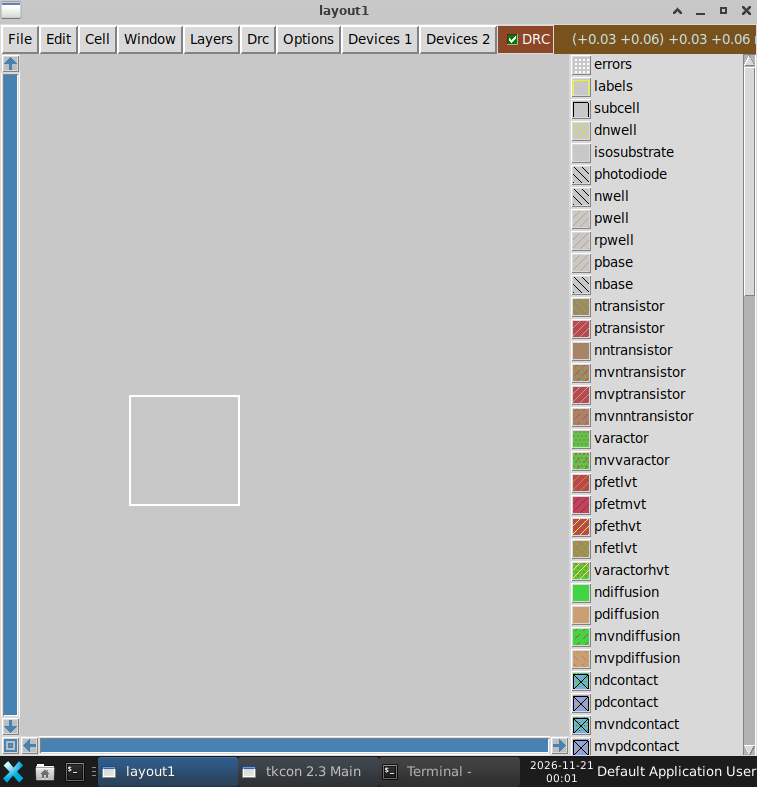 layout1
File Edit Cell Window Layers Drc Options Devices 1 Devices 2 DRC (+0.03 +0.06) +0.03 +0.06
errors
labels
subcell
dnwell
isosubstrate
photodiode
nwell
pwell
rpwell
pbase
nbase
ntransistor
ptransistor
nntransistor
mvntransistor
mvptransistor
mvnntransistor
varactor
mvvaractor
pfetlvt
pfetmvt
pfethvt
nfetlvt
varactorhvt
ndiffusion
pdiffusion
mvndiffusion
mvpdiffusion
ndcontact
pdcontact
mvndcontact
mvpdcontact
layout1 tkcon 2.3 Main Terminal - 2026-11-21 Default Application User
00:01